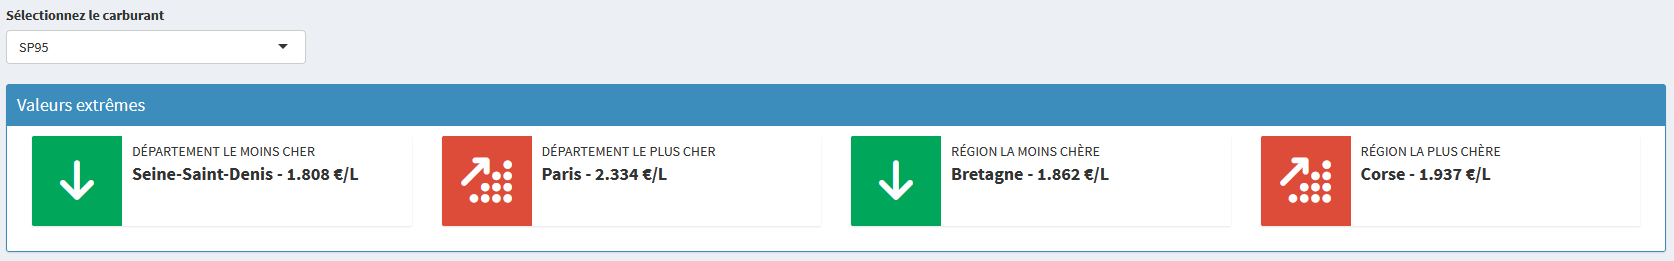 Sélectionnez le carburant
SP95
Valeurs extrêmes
DÉPARTEMENT LE MOINS CHER
Seine-Saint-Denis - 1.808 €/L
DÉPARTEMENT LE PLUS CHER
Paris - 2.334 €/L
RÉGION LA MOINS CHÈRE
Bretagne - 1.862 €/L
RÉGION LA PLUS CHÈRE
Corse - 1.937 €/L